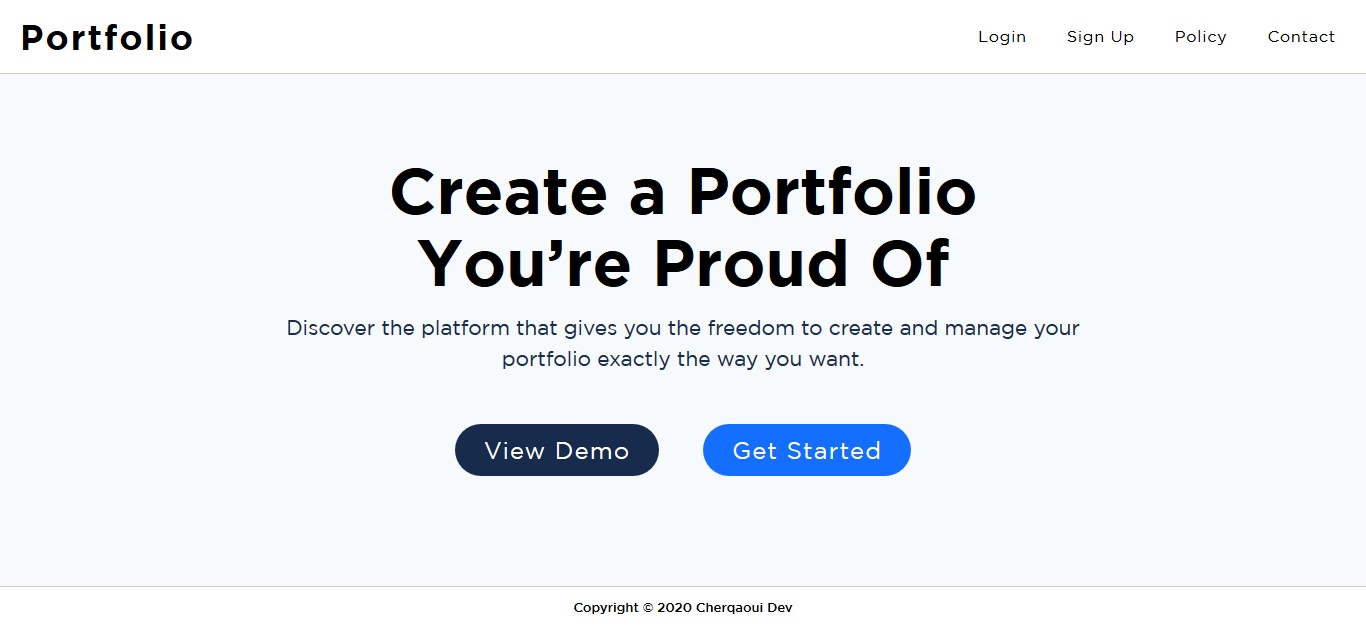 Portfolio
Login Sign Up Policy Contact
Create a Portfolio
You’re Proud Of
Discover the platform that gives you the freedom to create and manage your
portfolio exactly the way you want.
View Demo Get Started
Copyright © 2020 Cherqaoui Dev